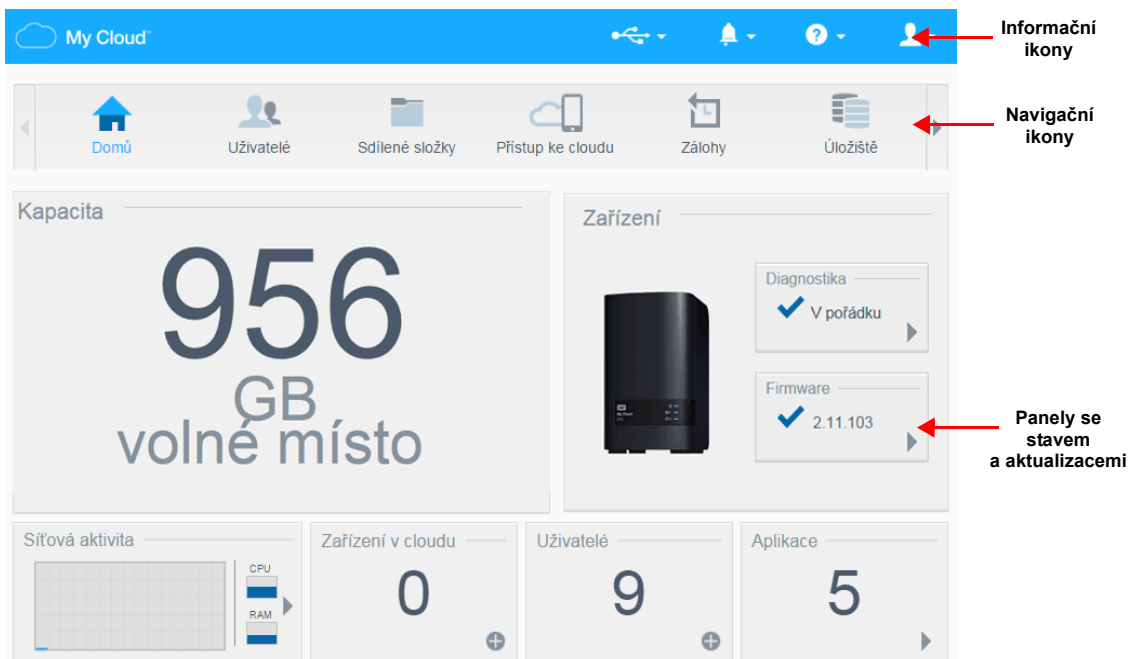 My Cloud™
Informační
ikony
Domů
Uživatelé
Sdílené složky
Přístup ke cloudu
Zálohy
Úložiště
Navigační
ikony
Kapacita
956
GB
volné místo
Zařízení
Diagnostika
V pořádku
Firmware
2.11.103
Panely se
stavem
a aktualizacemi
Síťová aktivita
CPU
RAM
Zařízení v cloudu
0
Uživatelé
9
Aplikace
5